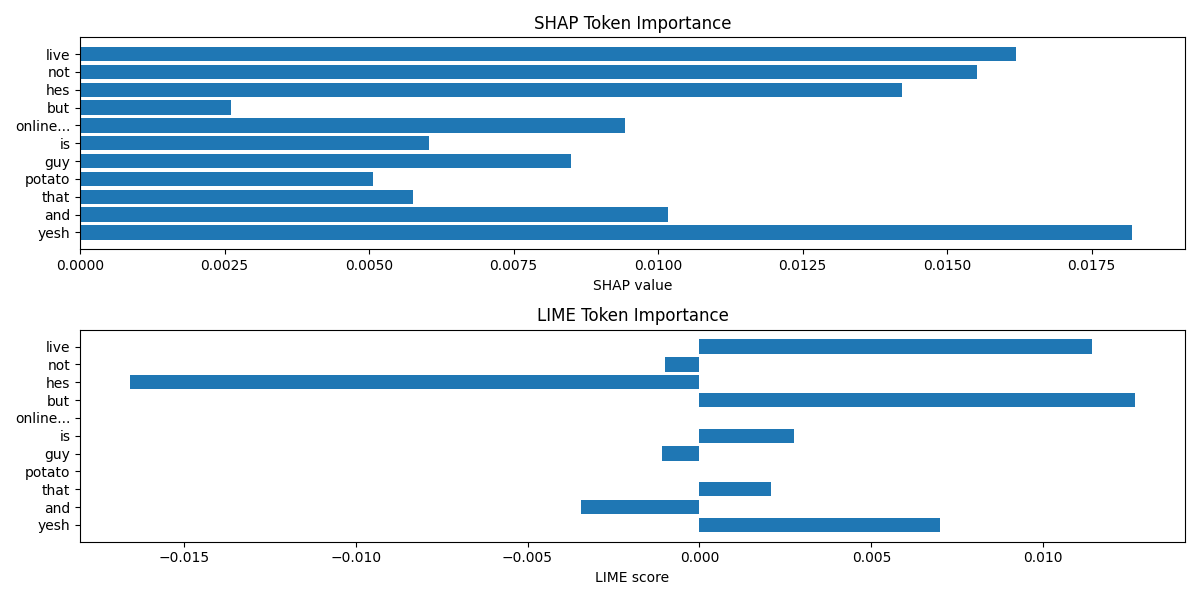 SHAP Token Importance
live
not
hes
but
online...
is
guy
potato
that
and
yesh
0.0000 0.0025 0.0050 0.0075 0.0100 0.0125 0.0150 0.0175
SHAP value
LIME Token Importance
live
not
hes
but
online...
is
guy
potato
that
and
yesh
−0.015 −0.010 −0.005 0.000 0.005 0.010
LIME score